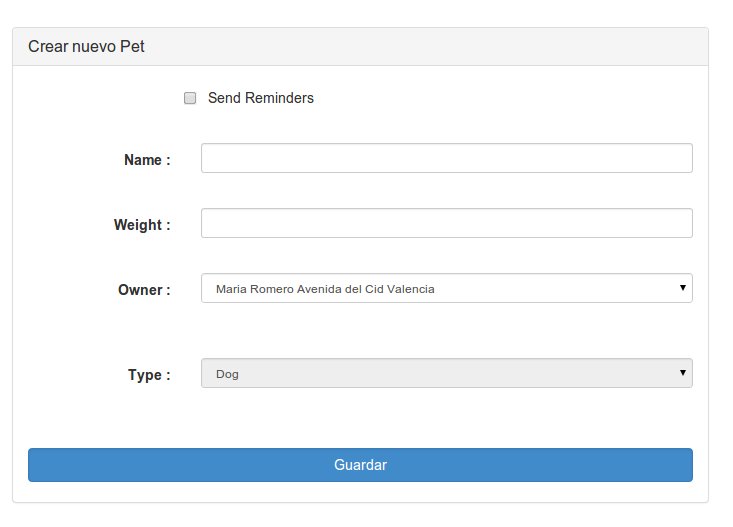 Crear nuevo Pet
Send Reminders
Name :
Weight :
Owner :
Maria Romero Avenida del Cid Valencia
Type :
Dog
Guardar